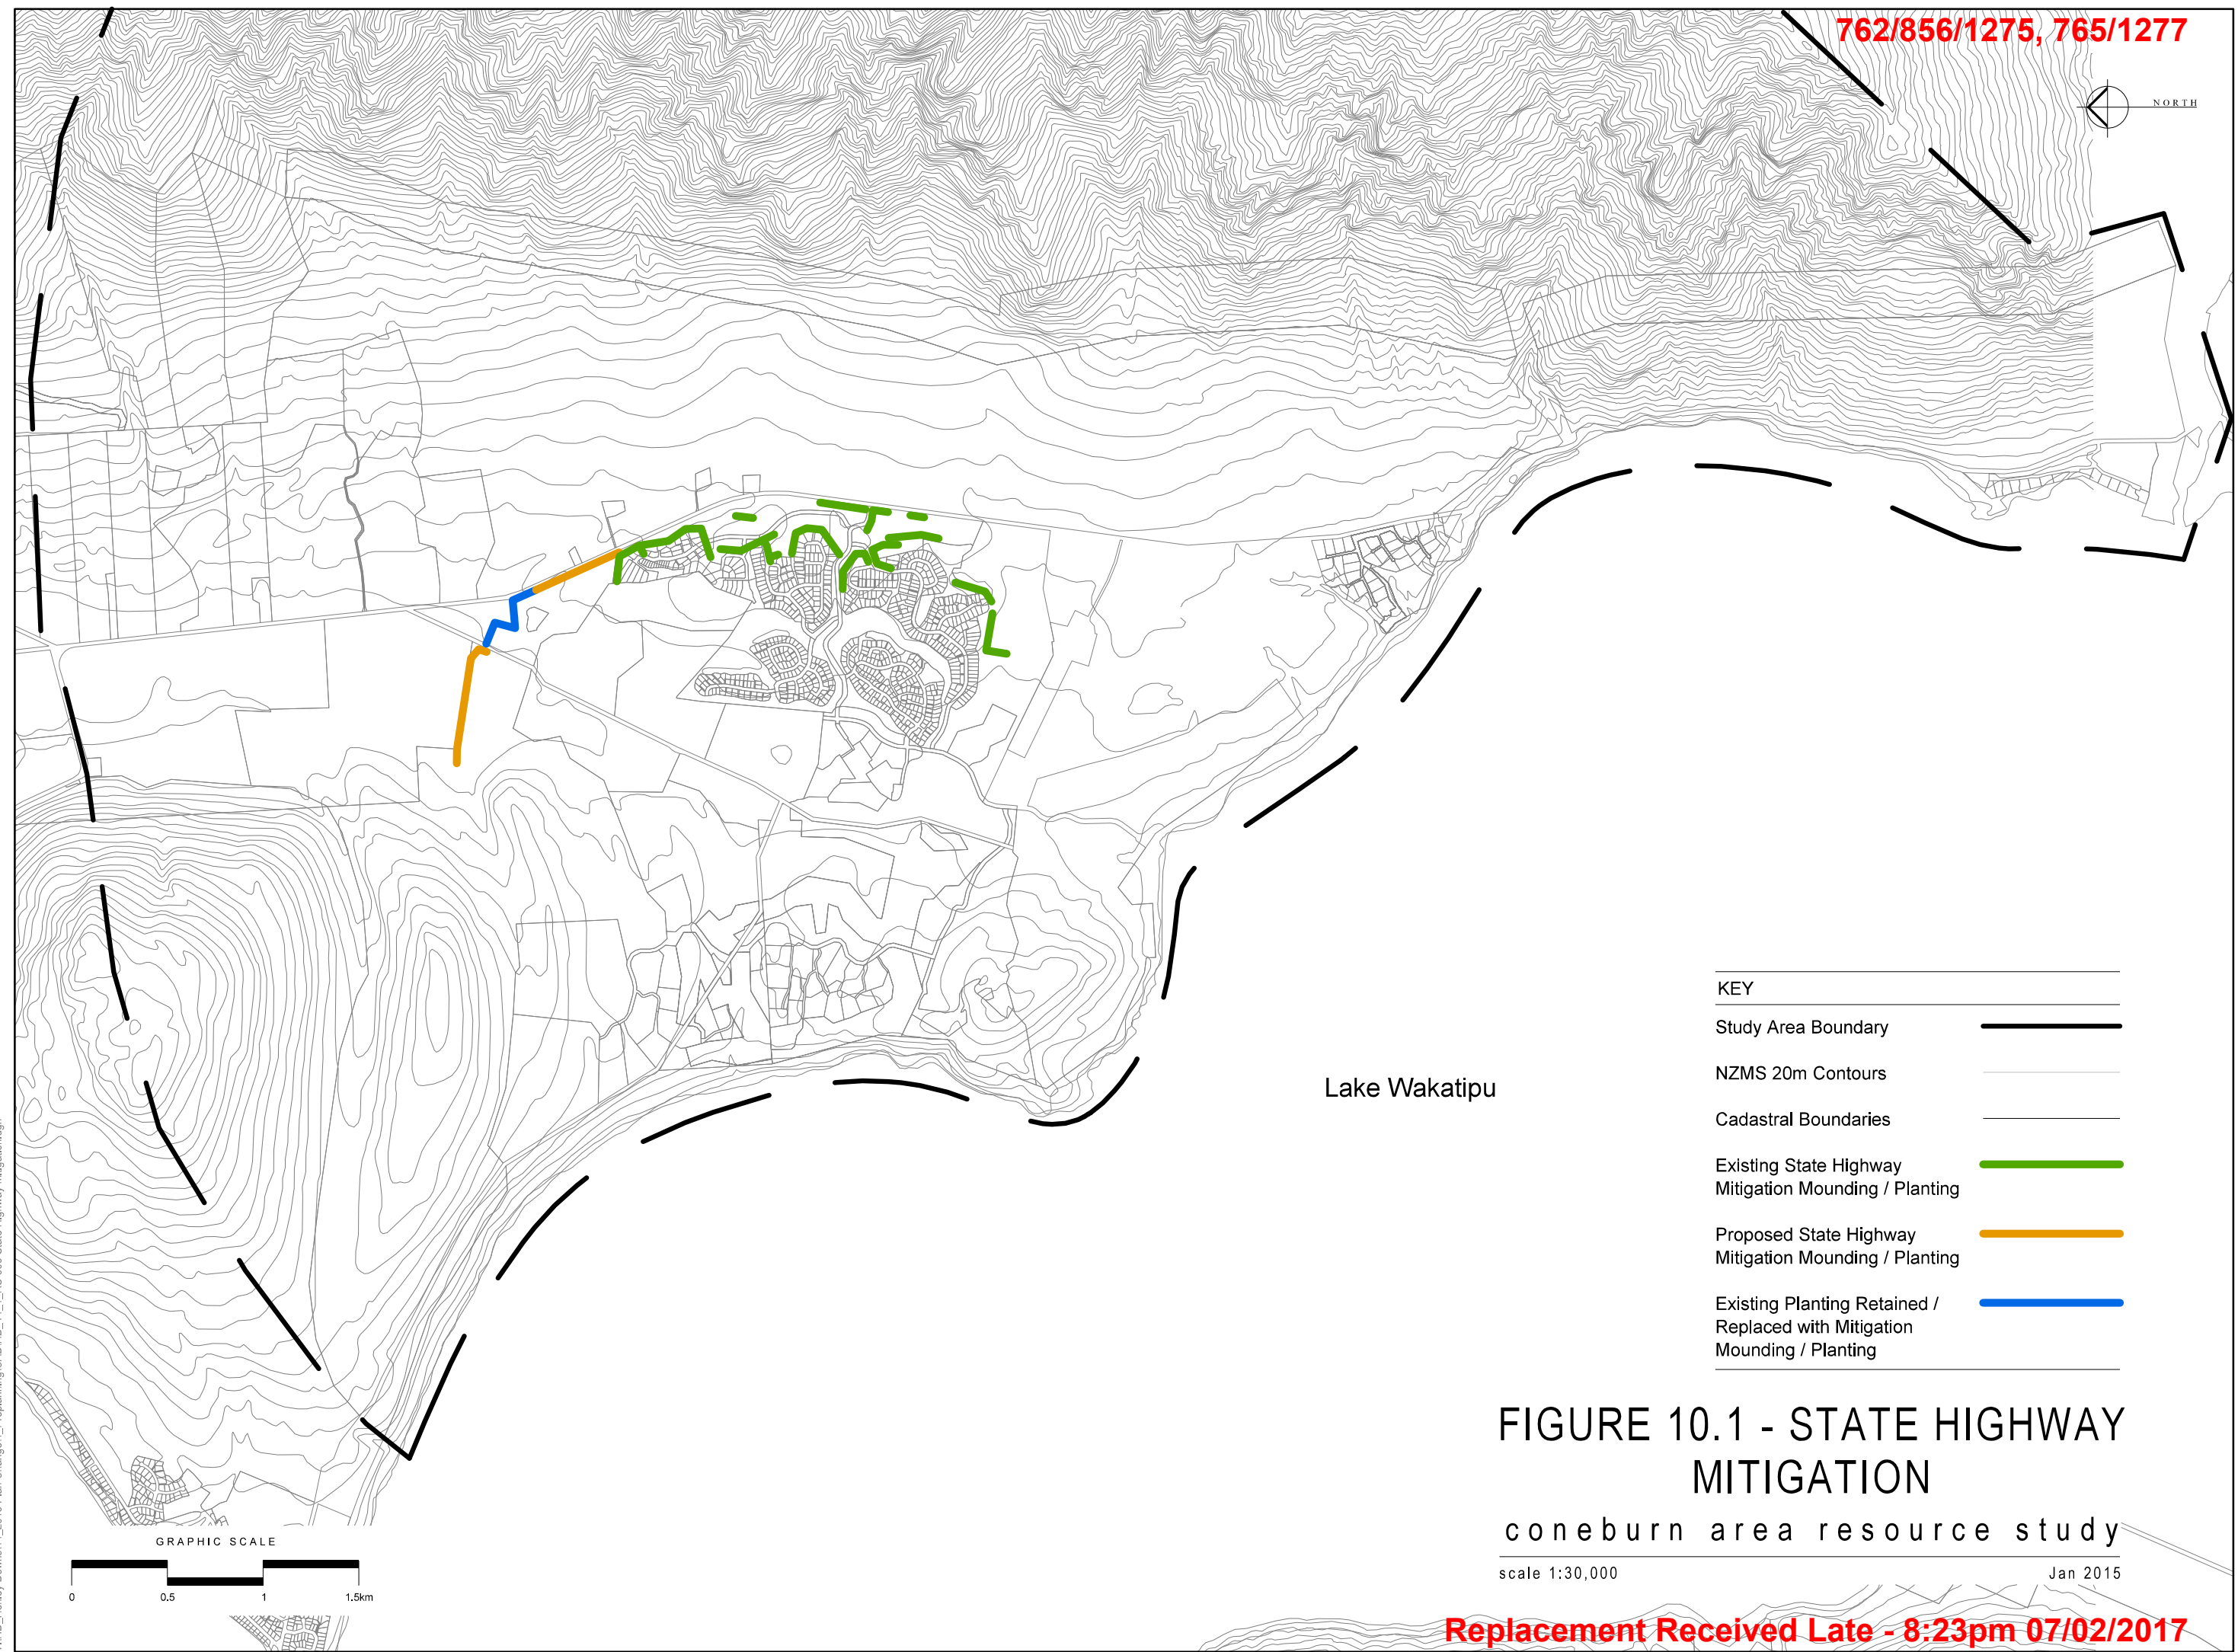 762/856/1275, 765/1277
NORTH
KEY
Study Area Boundary
NZMS 20m Contours
Cadastral Boundaries
Existing State Highway
Mitigation Mounding / Planting
Proposed State Highway
Mitigation Mounding / Planting
Existing Planting Retained /
Replaced with Mitigation
Mounding / Planting
Lake Wakatipu
FIGURE 10.1 - STATE HIGHWAY
MITIGATION
coneburn area resource study
scale 1:30,000
Jan 2015
GRAPHIC SCALE
0 0.5 1 1.5km
Replacement Received Late - 8:23pm 07/02/2017